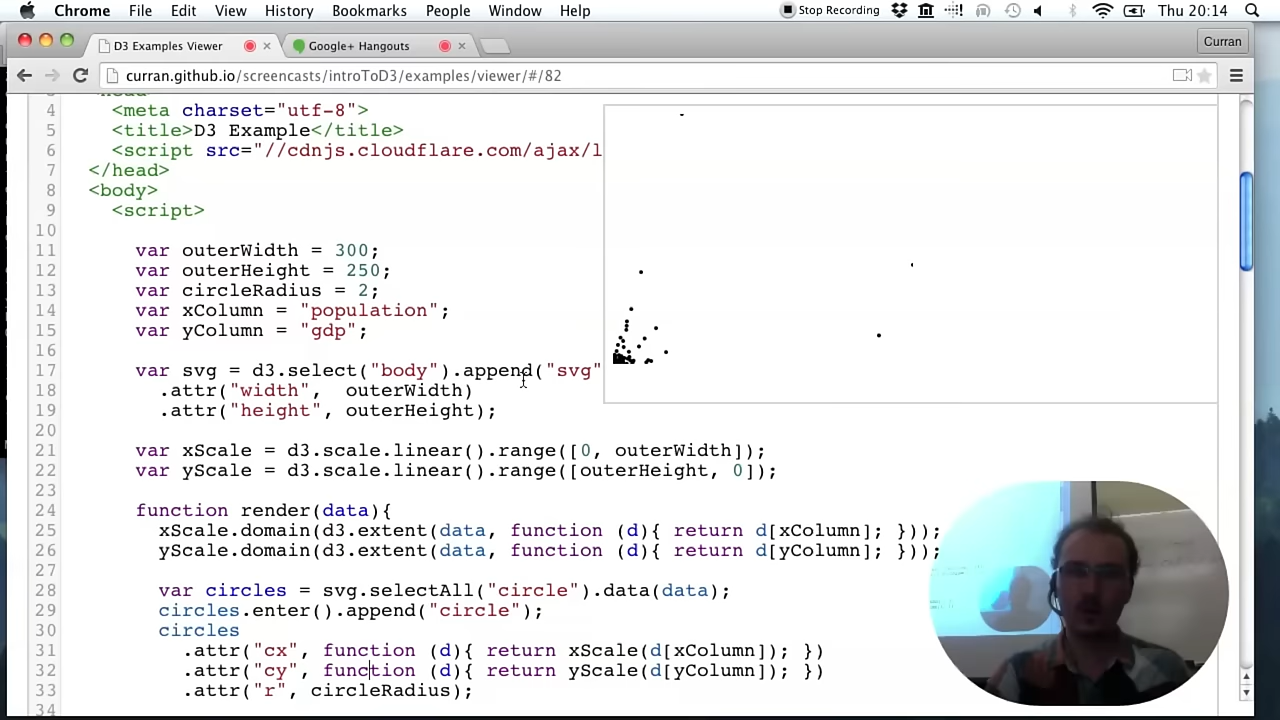 Chrome File Edit View History Bookmarks People Window Help Stop Recording Thu 20:14
D3 Examples Viewer × Google+ Hangouts × Curran
curran.github.io/screencasts/introToD3/examples/viewer/#/82
4 <meta charset="utf-8">
5 <title>D3 Example</title>
6 <script src="//cdnjs.cloudflare.com/ajax/l
7 </head>
8 <body>
9 <script>
10
11 var outerWidth = 300;
12 var outerHeight = 250;
13 var circleRadius = 2;
14 var xColumn = "population";
15 var yColumn = "gdp";
16
17 var svg = d3.select("body").append("svg"
18 .attr("width", outerWidth)
19 .attr("height", outerHeight);
20
21 var xScale = d3.scale.linear().range([0, outerWidth]);
22 var yScale = d3.scale.linear().range([outerHeight, 0]);
23
24 function render(data){
25 xScale.domain(d3.extent(data, function (d){ return d[xColumn]; }));
26 yScale.domain(d3.extent(data, function (d){ return d[yColumn]; }));
27
28 var circles = svg.selectAll("circle").data(data);
29 circles.enter().append("circle");
30 circles
31 .attr("cx", function (d){ return xScale(d[xColumn]); })
32 .attr("cy", function (d){ return yScale(d[yColumn]); })
33 .attr("r", circleRadius);
34